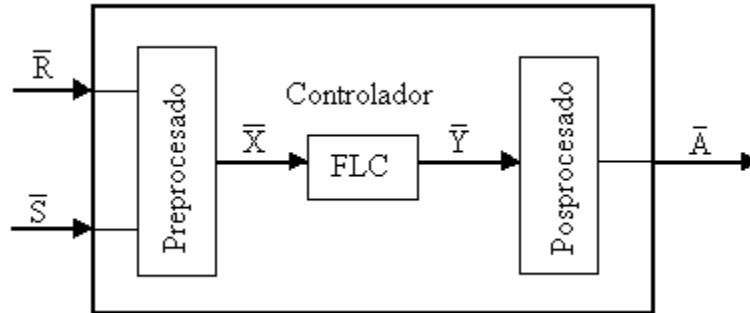 R̅
S̅
Preprocesado
Controlador
X̅
FLC
Y̅
Posprocesado
A̅